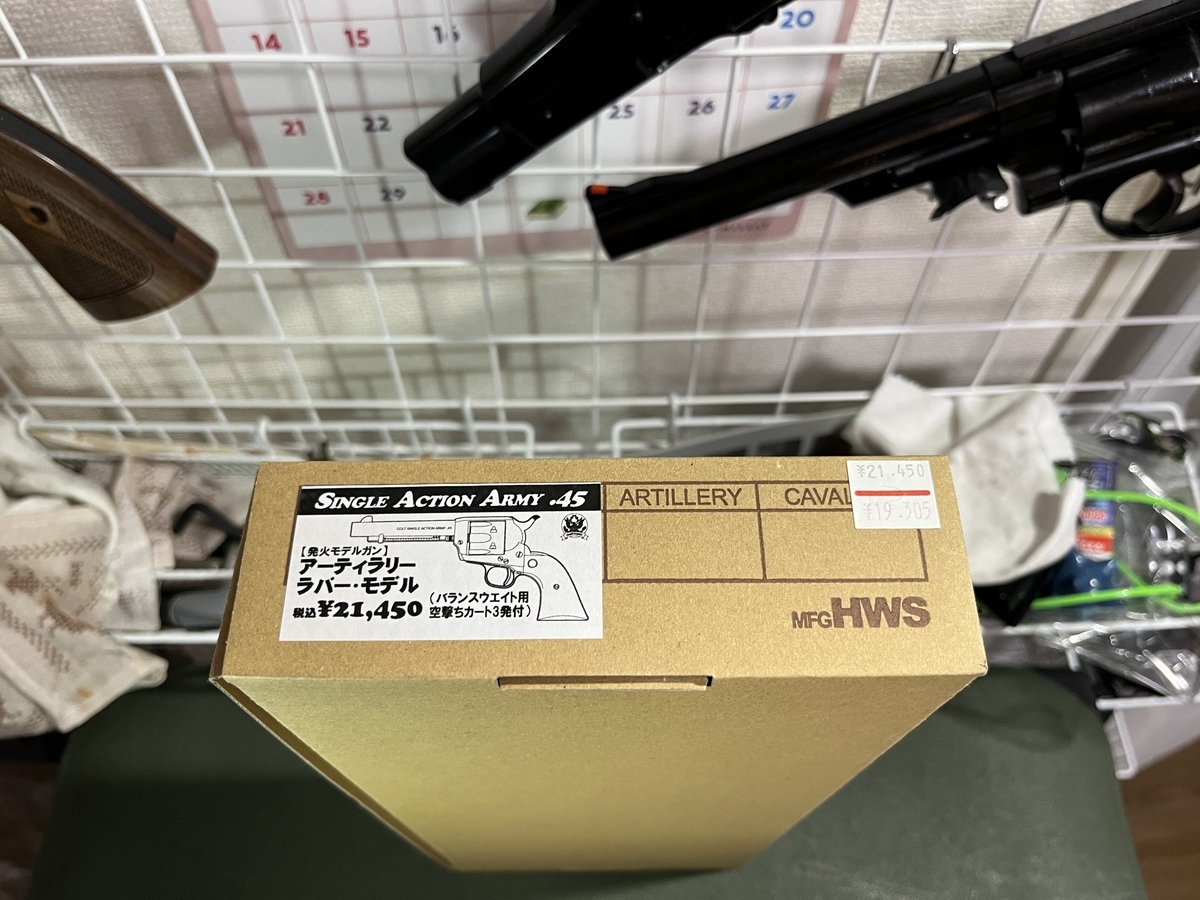 14 15 16 20
21 22 25 26 27
28 29
SINGLE ACTION ARMY .45
COLT SINGLE ACTION ARMY .45
【発火モデルガン】
アーティラリー
ラバー・モデル
税込¥21,450
(バランスウエイト用
空撃ちカート3発付)
ARTILLERY
CAVAL
¥21.450
¥19.305
MFG HWS